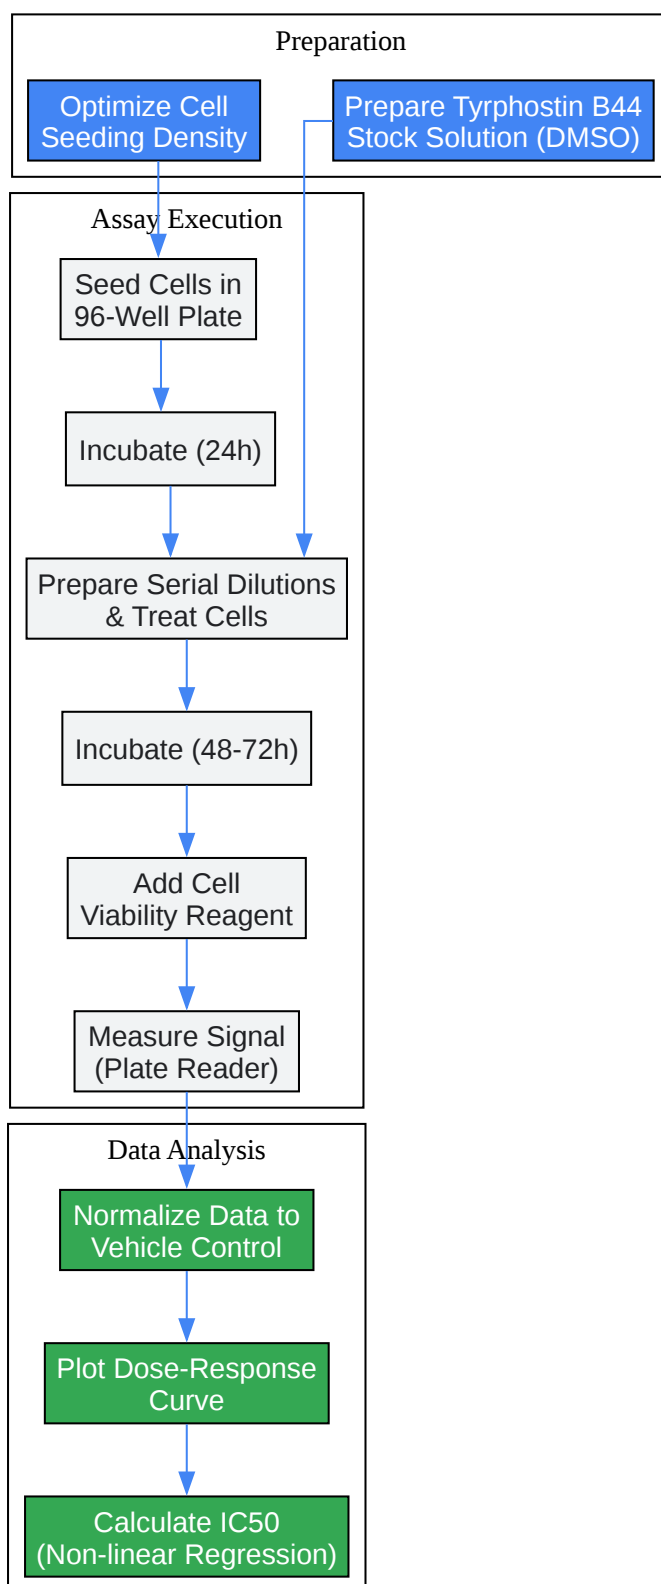 Preparation
Optimize Cell
Seeding Density
Prepare Tyrphostin B44
Stock Solution (DMSO)
Assay Execution
Seed Cells in
96-Well Plate
Incubate (24h)
Prepare Serial Dilutions
& Treat Cells
Incubate (48-72h)
Add Cell
Viability Reagent
Measure Signal
(Plate Reader)
Data Analysis
Normalize Data to
Vehicle Control
Plot Dose-Response
Curve
Calculate IC50
(Non-linear Regression)